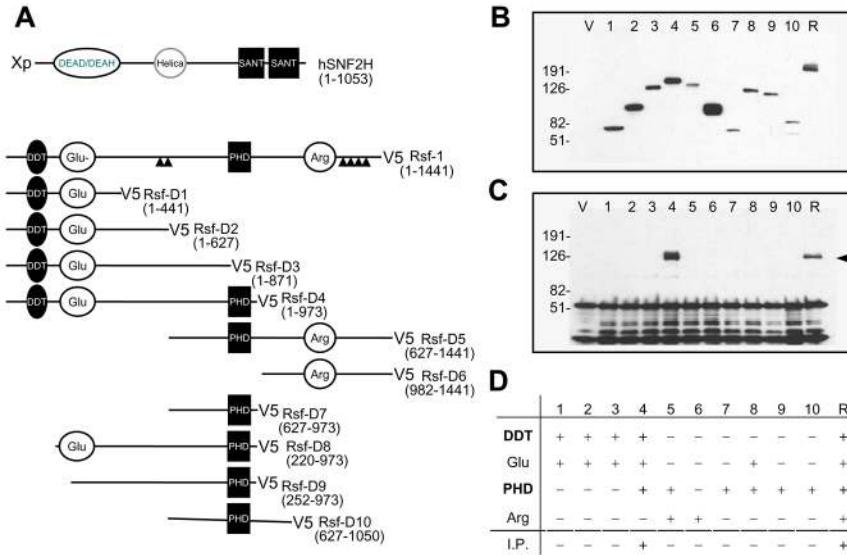 A
Xp DEAD/DEAH Helica SANT SANT hSNF2H
(1-1053)
DDT Glu- PHD Arg V5 Rsf-1
(1-1441)
DDT Glu V5 Rsf-D1
(1-441)
DDT Glu V5 Rsf-D2
(1-627)
DDT Glu V5 Rsf-D3
(1-871)
DDT Glu PHD V5 Rsf-D4
(1-973)
PHD Arg V5 Rsf-D5
(627-1441)
Arg V5 Rsf-D6
(982-1441)
PHD V5 Rsf-D7
(627-973)
Glu PHD V5 Rsf-D8
(220-973)
PHD V5 Rsf-D9
(252-973)
PHD V5 Rsf-D10
(627-1050)
B
V 1 2 3 4 5 6 7 8 9 10 R
191-
126-
82-
51-
C
V 1 2 3 4 5 6 7 8 9 10 R
191-
126-
82-
51-
D
1 2 3 4 5 6 7 8 9 10 R
DDT + + + + − − − − − − +
Glu + + + + − − − + − − +
PHD − − − + + − + + + + +
Arg − − − − + + − − − − +
I.P. + +